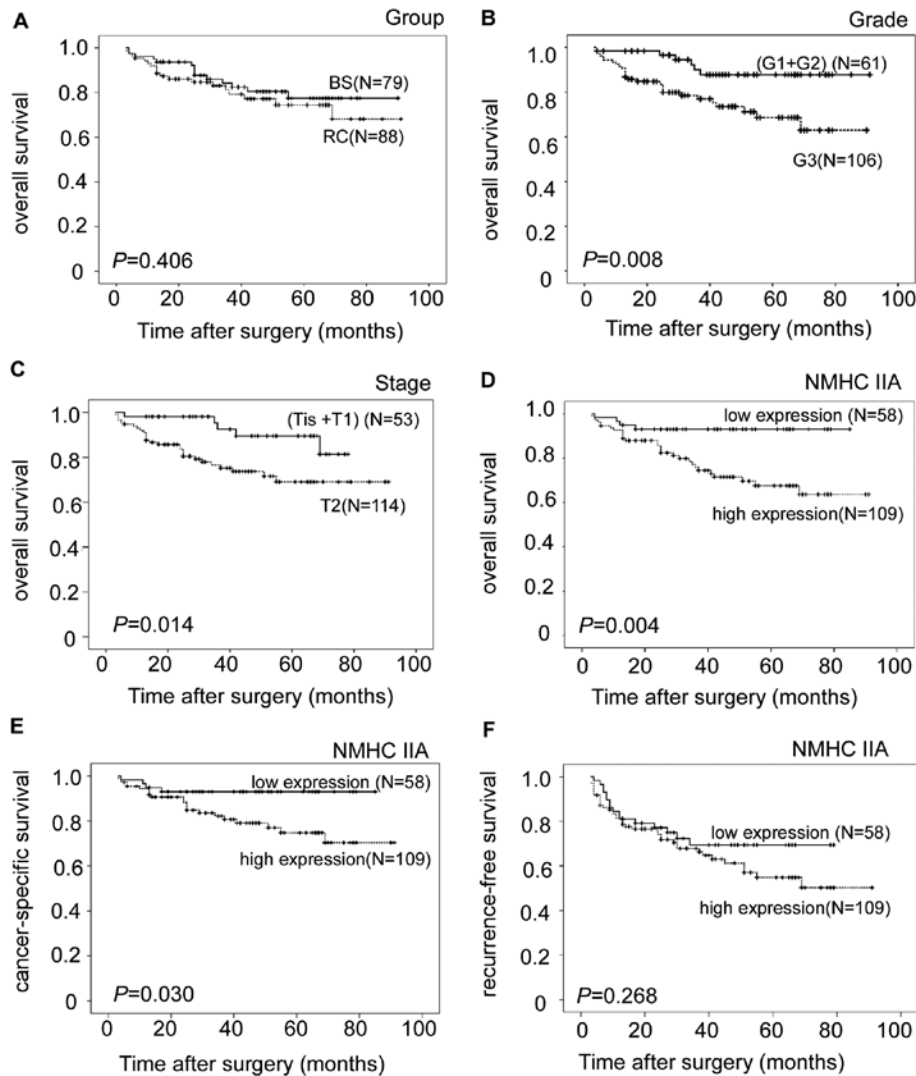 A
Group
1.0
0.8
0.6
0.4
0.2
0
overall survival
BS(N=79)
RC(N=88)
P=0.406
0 20 40 60 80 100
Time after surgery (months)
B
Grade
1.0
0.8
0.6
0.4
0.2
0
overall survival
(G1+G2) (N=61)
G3(N=106)
P=0.008
0 20 40 60 80 100
Time after surgery (months)
C
Stage
1.0
0.8
0.6
0.4
0.2
0
overall survival
(Tis +T1) (N=53)
T2(N=114)
P=0.014
0 20 40 60 80 100
Time after surgery (months)
D
NMHC IIA
1.0
0.8
0.6
0.4
0.2
0
overall survival
low expression (N=58)
high expression(N=109)
P=0.004
0 20 40 60 80 100
Time after surgery (months)
E
NMHC IIA
1.0
0.8
0.6
0.4
0.2
0
cancer-specific survival
low expression (N=58)
high expression(N=109)
P=0.030
0 20 40 60 80 100
Time after surgery (months)
F
NMHC IIA
1.0
0.8
0.6
0.4
0.2
0
recurrence-free survival
low expression (N=58)
high expression(N=109)
P=0.268
0 20 40 60 80 100
Time after surgery (months)